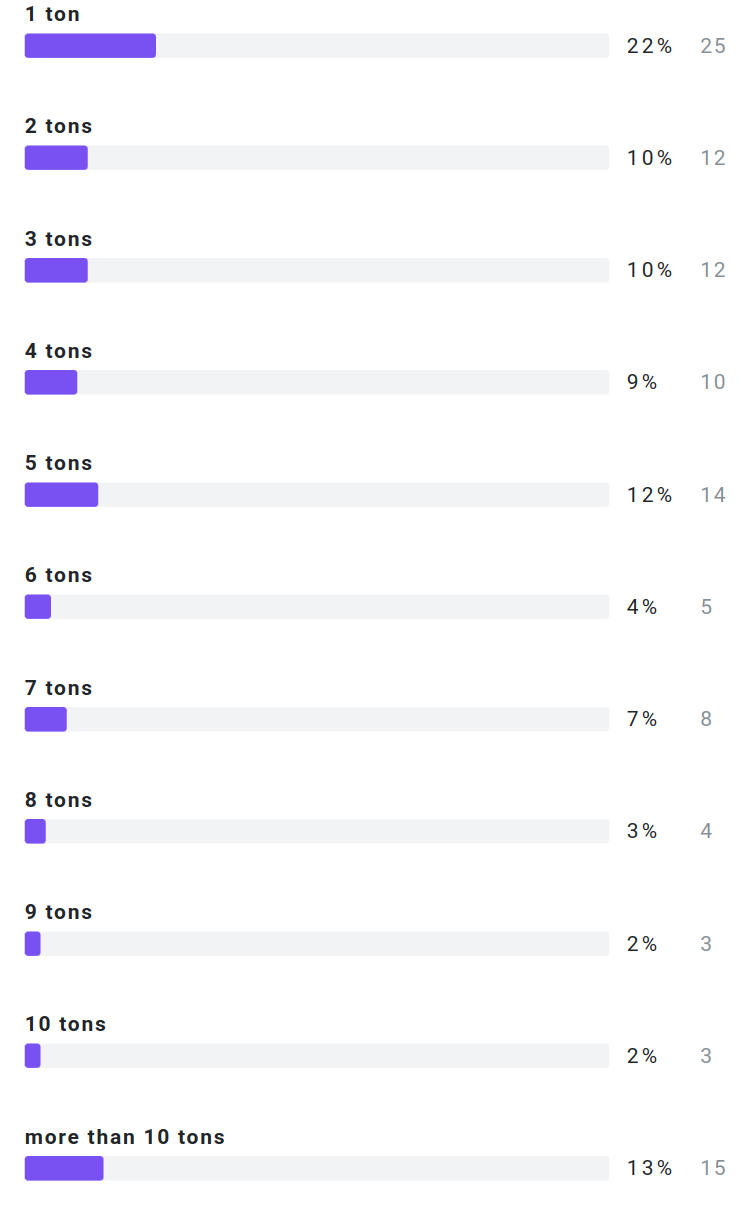 1 ton
22% 25
2 tons
10% 12
3 tons
10% 12
4 tons
9% 10
5 tons
12% 14
6 tons
4% 5
7 tons
7% 8
8 tons
3% 4
9 tons
2% 3
10 tons
2% 3
more than 10 tons
13% 15